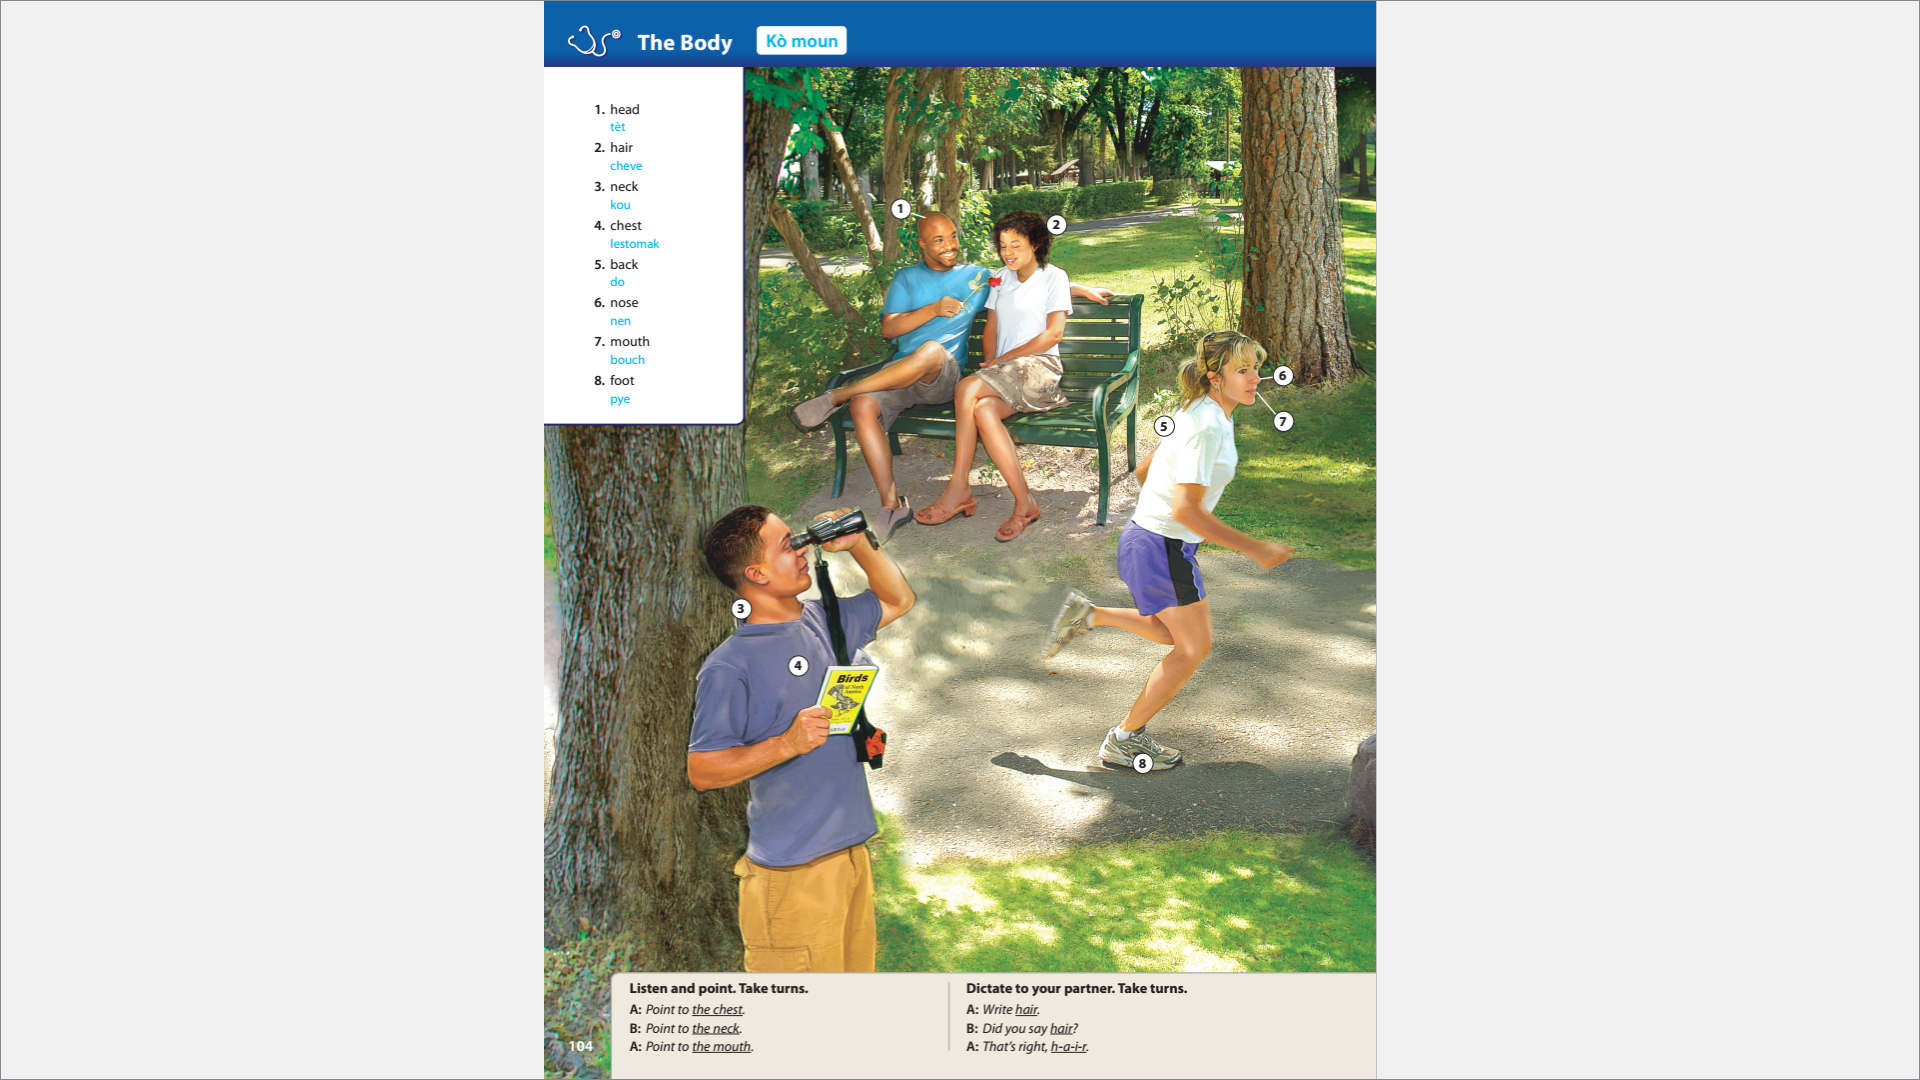 The Body
Kò moun
1. head
tèt
2. hair
cheve
3. neck
kou
4. chest
lestomak
5. back
do
6. nose
nen
7. mouth
bouch
8. foot
pye
1
2
6
7
5
3
4
Birds
of North
America
8
Listen and point. Take turns.
A: Point to the chest.
B: Point to the neck.
A: Point to the mouth.
Dictate to your partner. Take turns.
A: Write hair.
B: Did you say hair?
A: That's right, h-a-i-r.
104